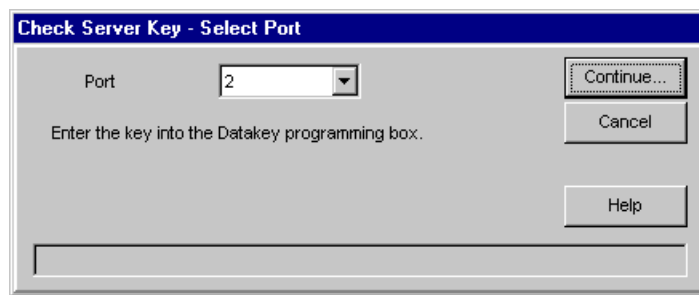 Check Server Key - Select Port
Port 2 Continue...
Enter the key into the Datakey programming box. Cancel
Help